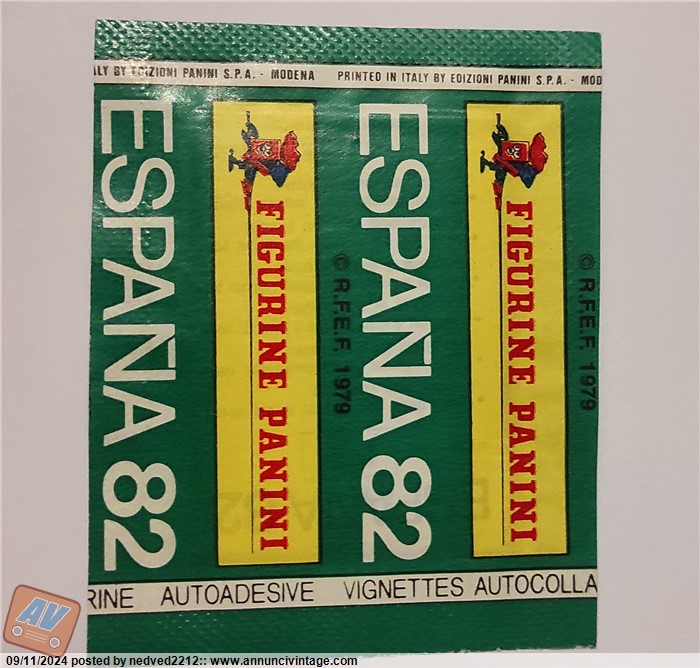 ALY BY EDIZIONI PANINI S.P.A. - MODENA PRINTED IN ITALY BY EDIZIONI PANINI S.P.A. - MOD
ESPAÑA 82
FIGURINE PANINI
© R.F.E.F. 1979
ESPAÑA 82
FIGURINE PANINI
© R.F.E.F. 1979
RINE AUTOADESIVE VIGNETTES AUTOCOLLA
AV
09/11/2024 posted by nedved2212:: www.annuncivintage.com